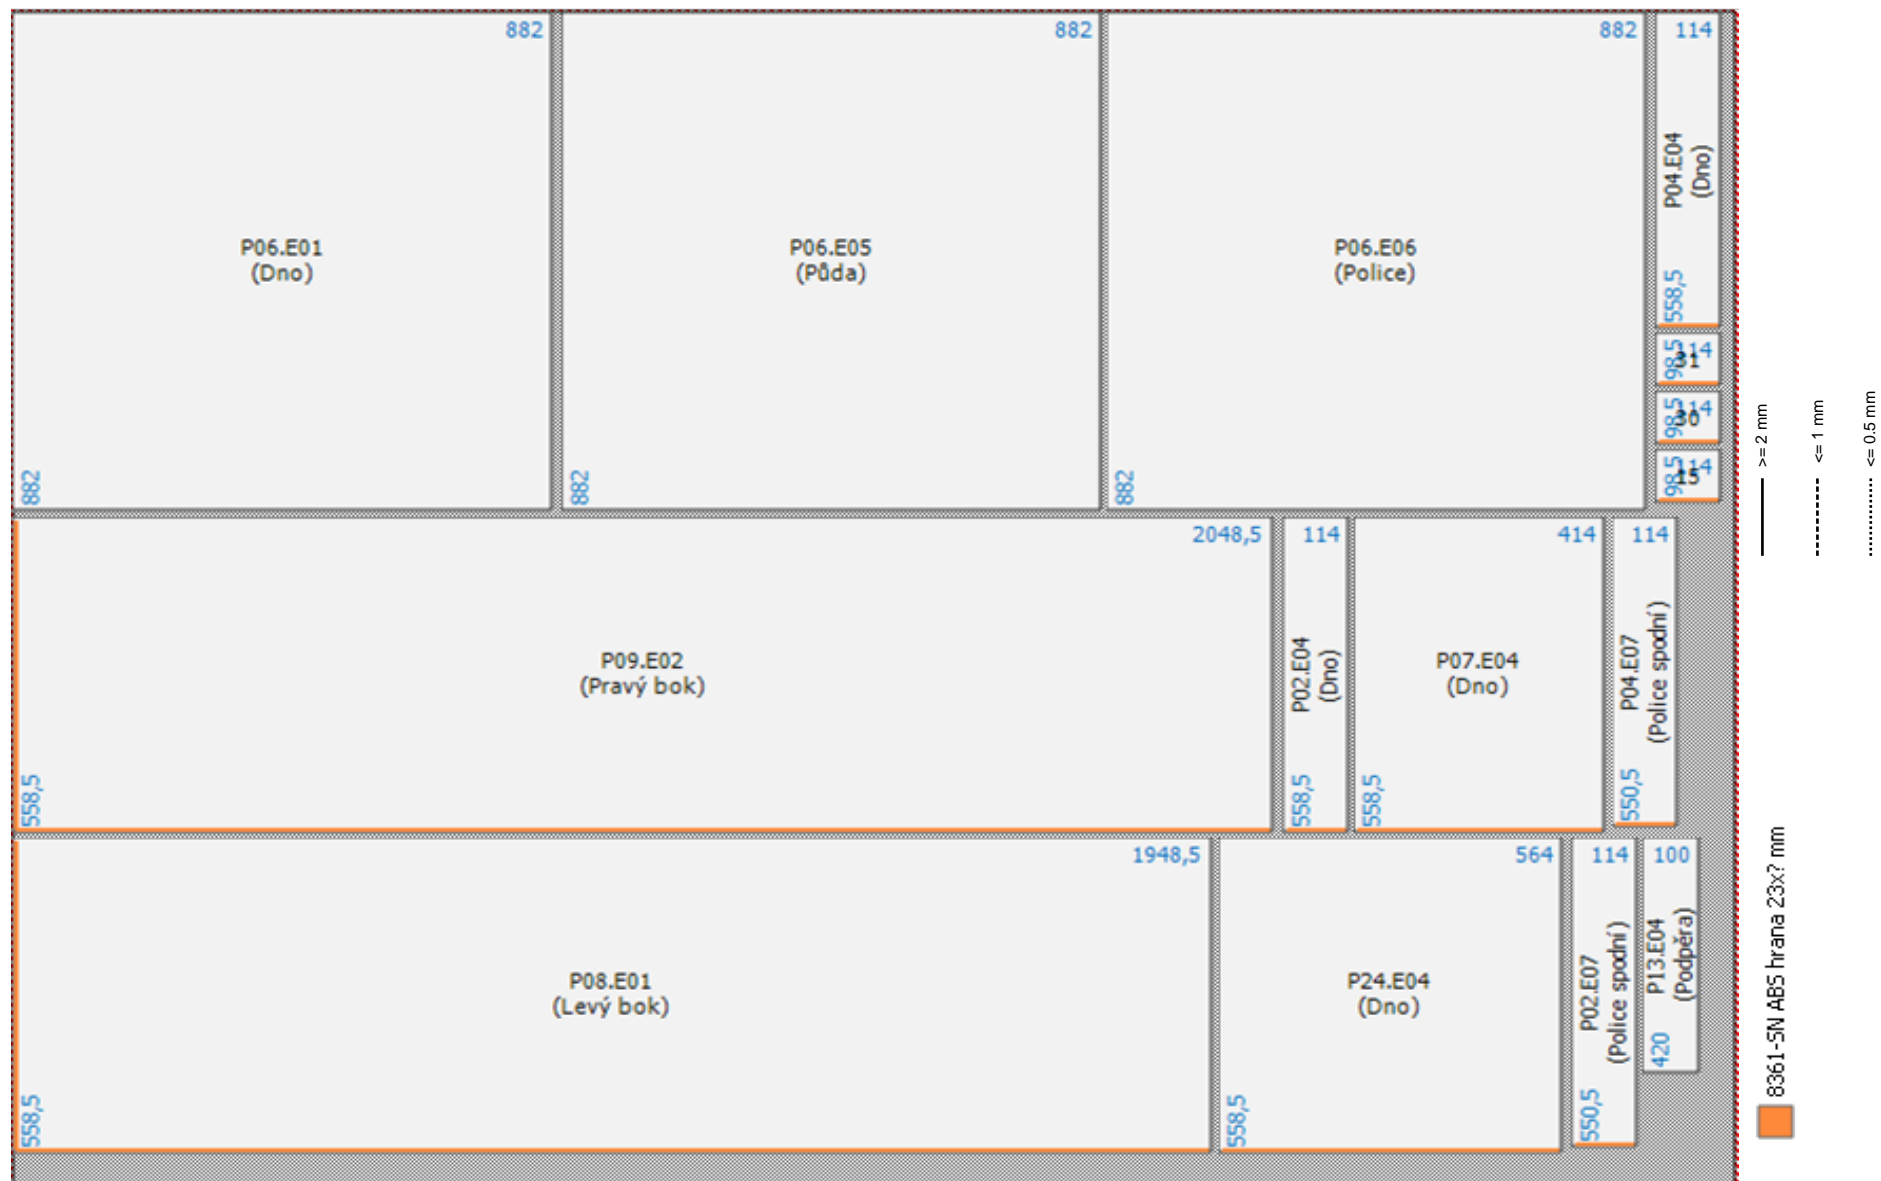 882
P06.E01
(Dno)
882
882
P06.E05
(Půda)
882
882
P06.E06
(Police)
882
114
P04.E04
(Dno)
558,5
114
98,5
31
114
98,5
30
114
98,5
15
2048,5
P09.E02
(Pravý bok)
558,5
114
P02.E04
(Dno)
558,5
414
P07.E04
(Dno)
558,5
114
P04.E07
(Police spodní)
550,5
1948,5
P08.E01
(Levý bok)
558,5
564
P24.E04
(Dno)
558,5
114
P02.E07
(Police spodní)
550,5
100
P13.E04
(Podpěra)
420
>= 2 mm
<= 1 mm
<= 0.5 mm
8361-SN ABS hrana 23x? mm